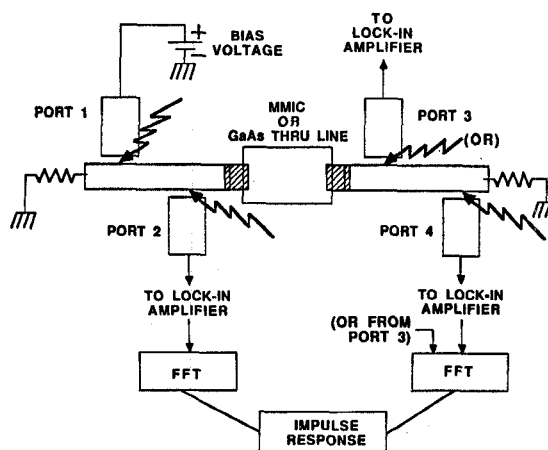 BIAS
VOLTAGE
+
−
TO
LOCK-IN
AMPLIFIER
PORT 1
MMIC
OR
GaAs THRU LINE
PORT 3
(OR)
PORT 2
PORT 4
TO LOCK-IN
AMPLIFIER
TO LOCK-IN
AMPLIFIER
(OR FROM
PORT 3)
FFT
FFT
IMPULSE
RESPONSE